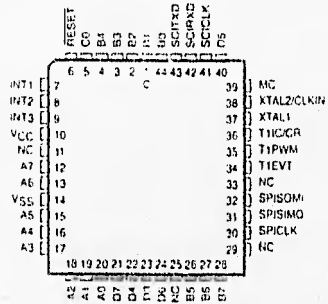 RESET C0 B4 B3 B2 B1 B0 SCITXD SCIRXD SCICLK D5
6 5 4 3 2 1 44 43 42 41 40
INT1 7 39 MC
INT2 8 38 XTAL2/CLKIN
INT3 9 37 XTAL1
VCC 10 36 T1IC/CR
NC 11 35 T1PWM
A7 12 34 T1EVT
A6 13 33 NC
VSS 14 32 SPISOMI
A5 15 31 SPISIMO
A4 16 30 SPICLK
A3 17 29 NC
18 19 20 21 22 23 24 25 26 27 28
A2 A1 A0 D7 D4 D3 D6 NC B5 B6 B7